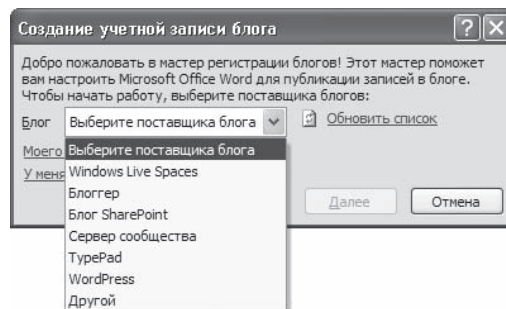 Создание учетной записи блога
Добро пожаловать в мастер регистрации блогов! Этот мастер поможет
вам настроить Microsoft Office Word для публикации записей в блоге.
Чтобы начать работу, выберите поставщика блогов:
Блог Выберите поставщика блога Обновить список
Моего Выберите поставщика блога
У меня Windows Live Spaces
Блоггер
Далее Отмена
Блог SharePoint
Сервер сообщества
TypePad
WordPress
Другой